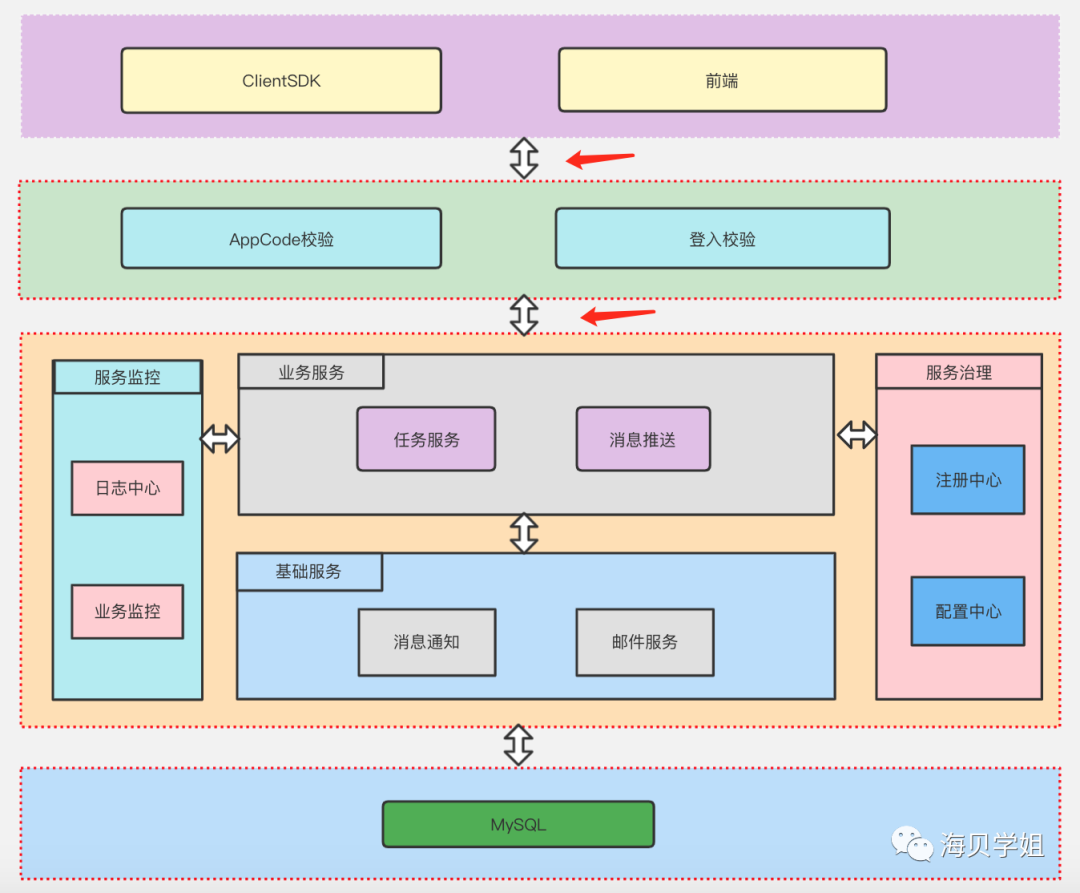 ClientSDK
前端
AppCode校验
登入校验
服务监控
日志中心
业务监控
业务服务
任务服务
消息推送
基础服务
消息通知
邮件服务
服务治理
注册中心
配置中心
MySQL
海贝学姐